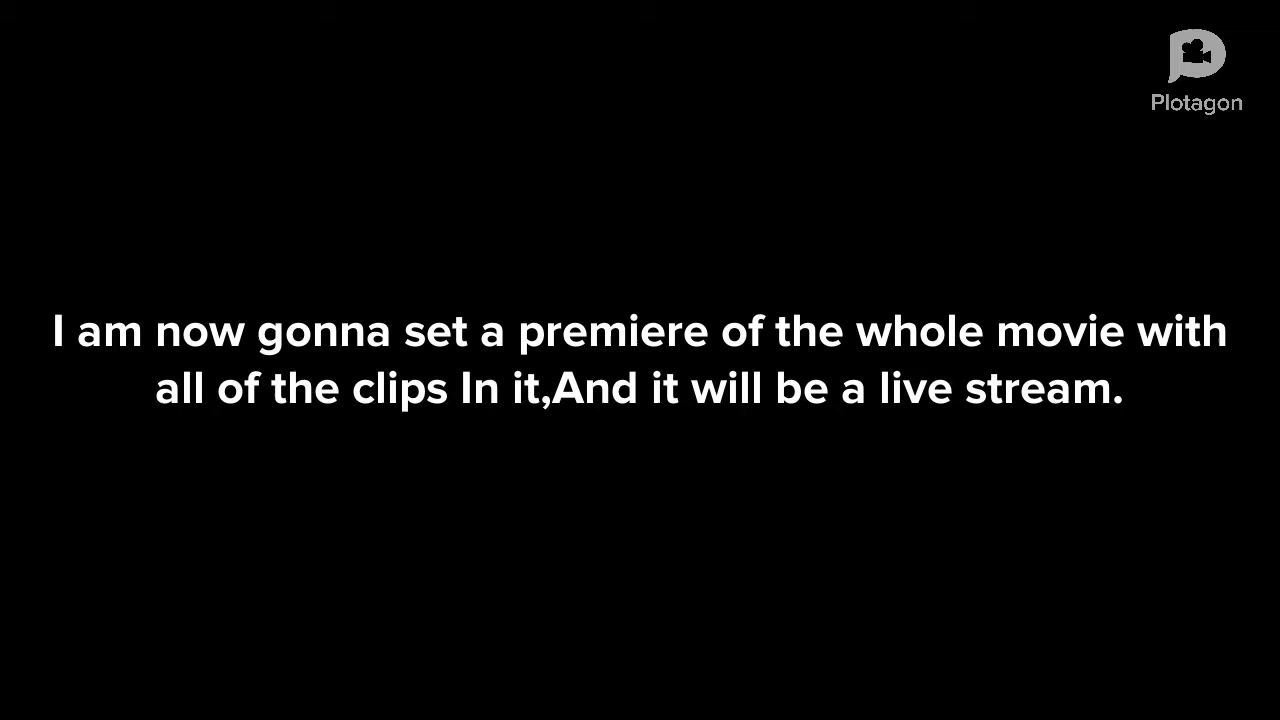 Plotagon
I am now gonna set a premiere of the whole movie with
all of the clips In it,And it will be a live stream.